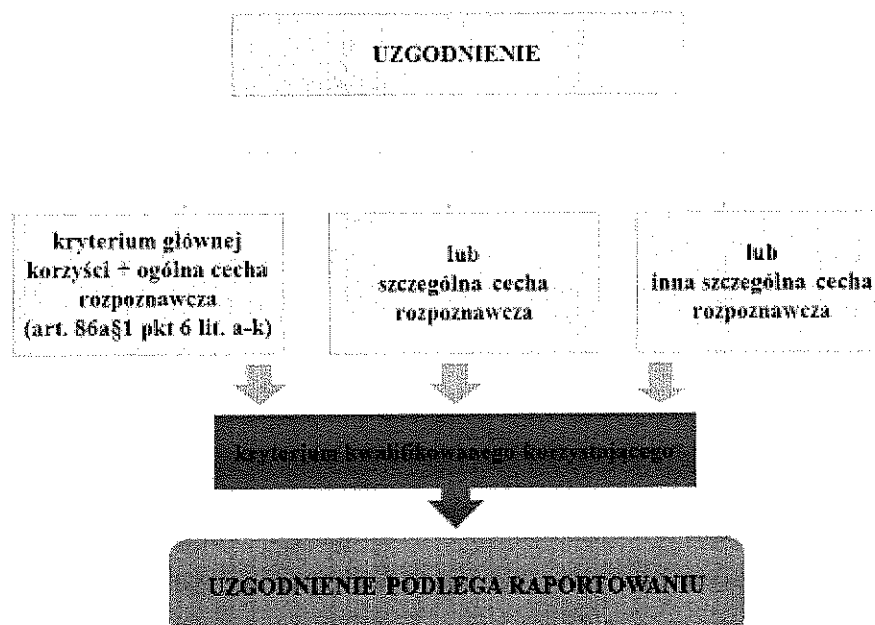 UZGODNIENIE
kryterium głównej
korzyści + ogólna cecha
rozpoznawcza
(art. 86a§1 pkt 6 lit. a-k)
lub
szczególna cecha
rozpoznawcza
lub
inna szczególna cecha
rozpoznawcza
kryterium kwalifikowanego korzystającego
UZGODNIENIE PODLEGA RAPORTOWANIU